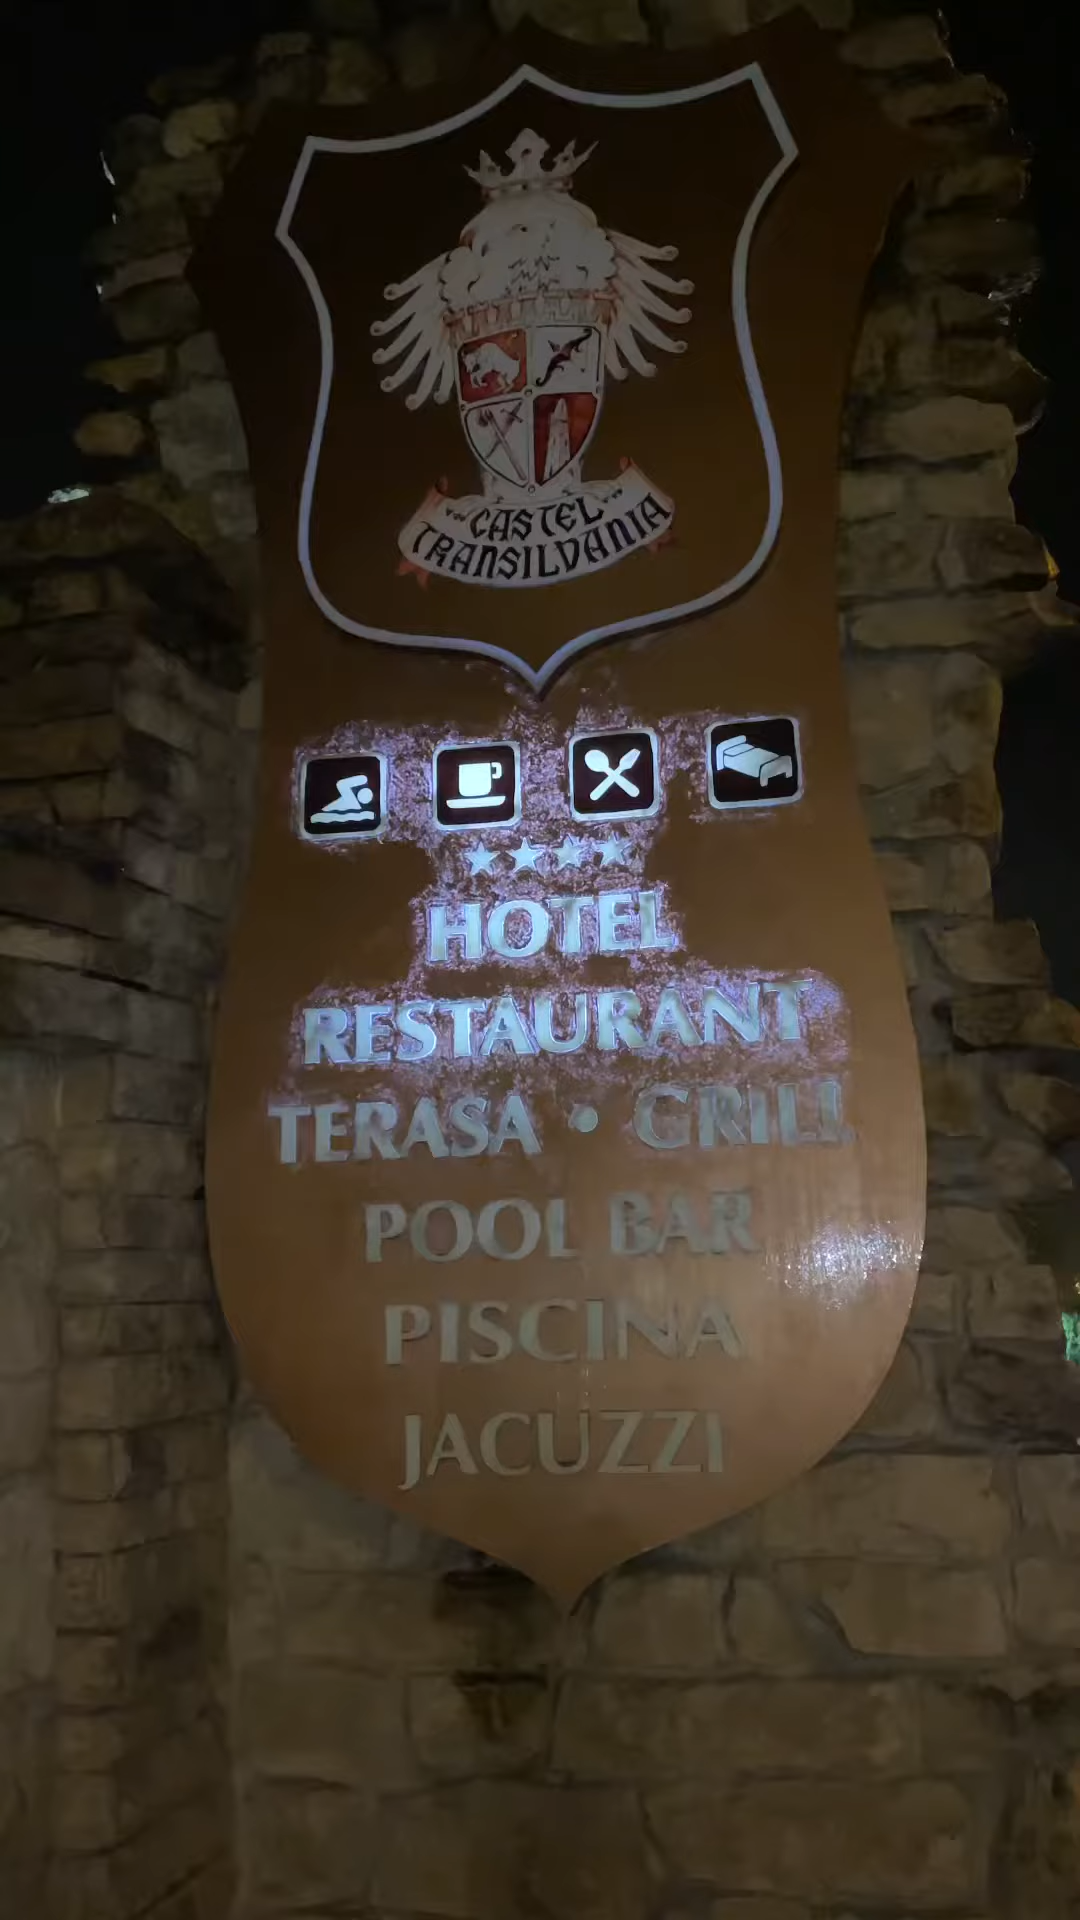 CASTEL
TRANSILVANIA
HOTEL
RESTAURANT
TERASA • GRILL
POOL BAR
PISCINA
JACUZZI